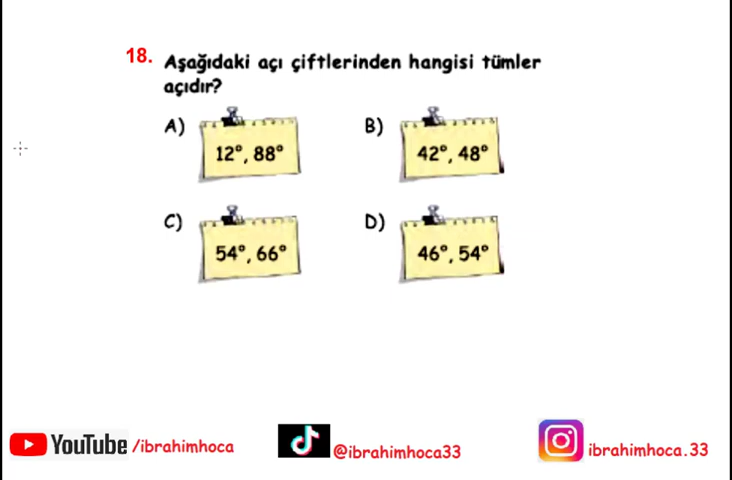 18. Aşağıdaki açı çiftlerinden hangisi tümler
açıdır?
A) 12°, 88°
B) 42°, 48°
C) 54°, 66°
D) 46°, 54°
YouTube /ibrahimhoca
@ibrahimhoca33
ibrahimhoca.33